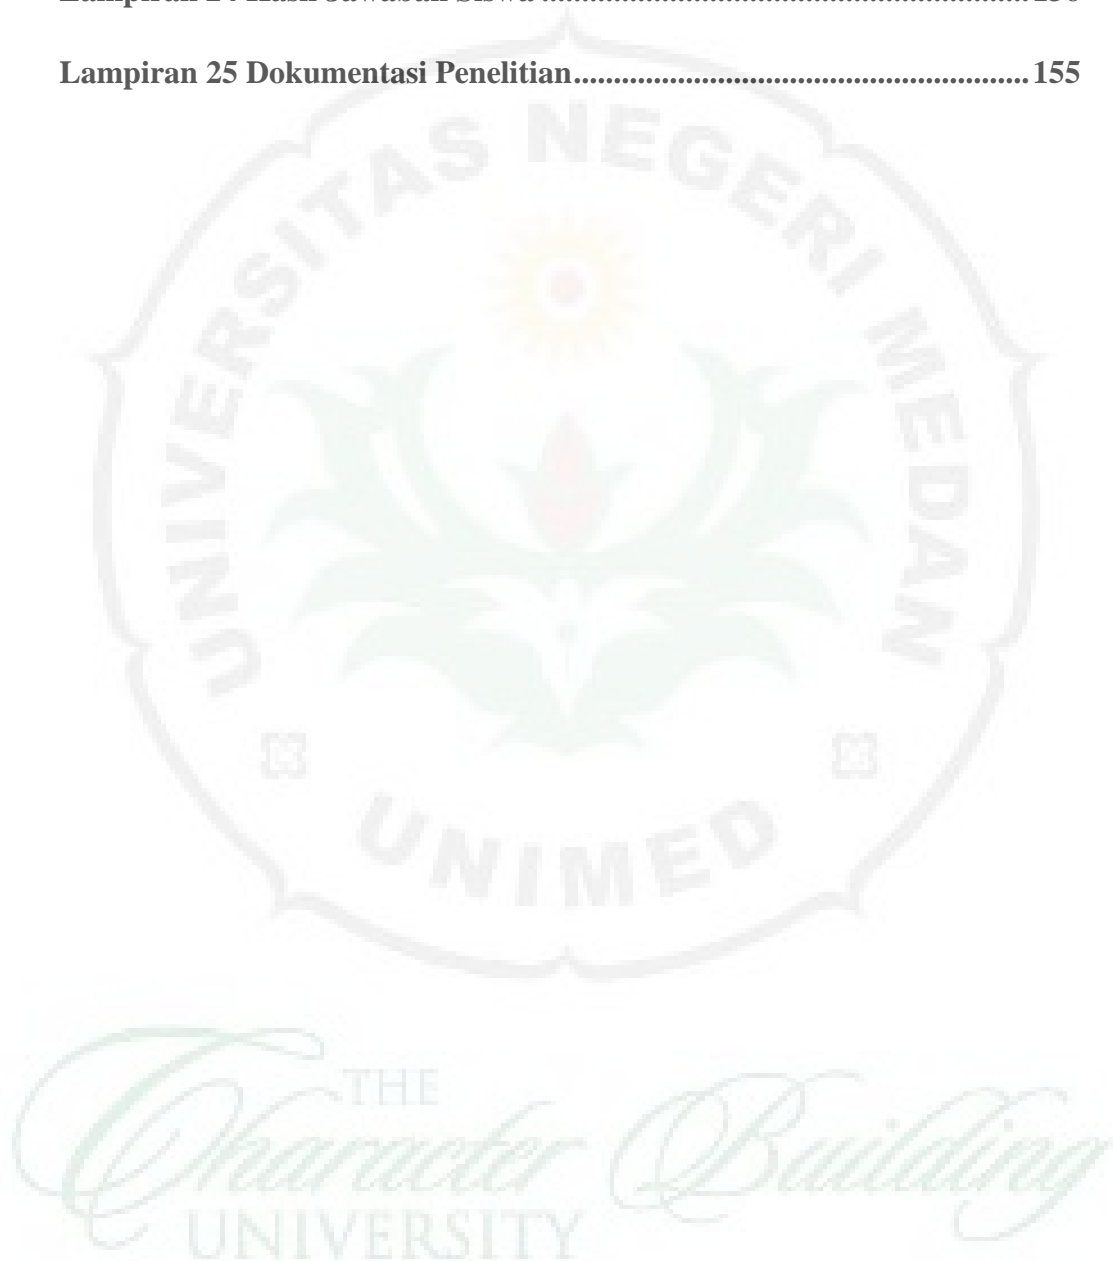 Lampiran 25 Dokumentasi Penelitian.......................................................... 155
UNIVERSITAS NEGERI MEDAN
UNIMED
THE
Character Building
UNIVERSITY